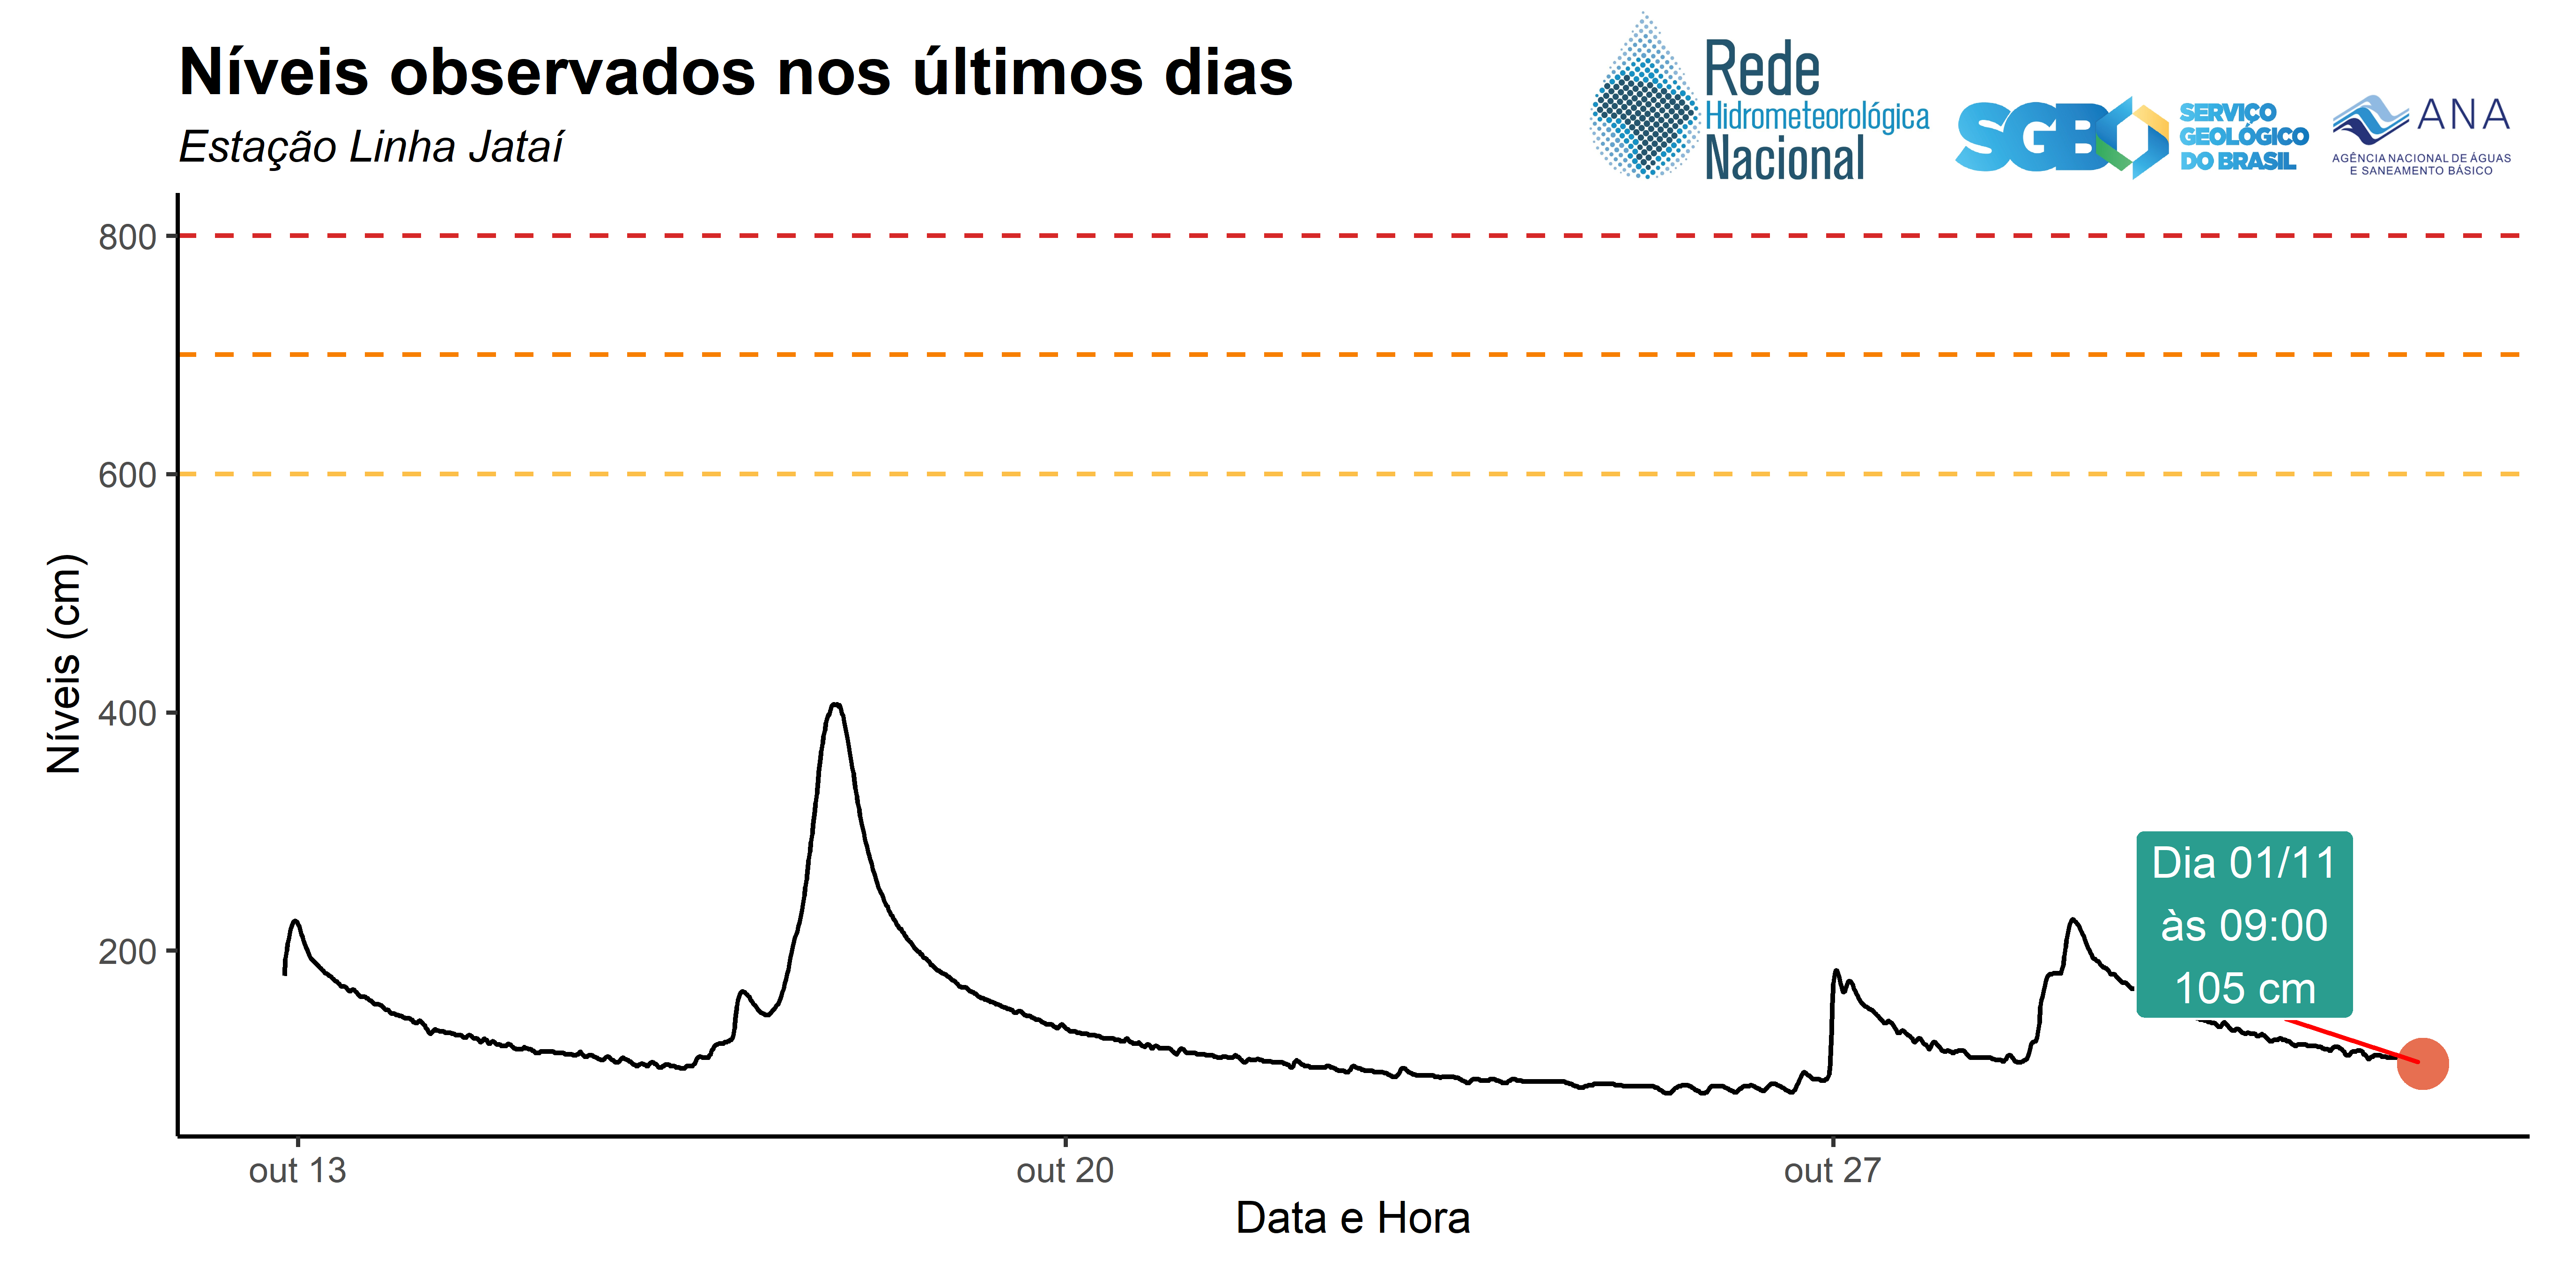 Níveis observados nos últimos dias
Estação Linha Jataí
Rede
Hidrometeorológica
Nacional
SGB
SERVIÇO
GEOLÓGICO
DO BRASIL
ANA
AGÊNCIA NACIONAL DE ÁGUAS
E SANEAMENTO BÁSICO
Níveis (cm)
800
600
400
200
Dia 01/11
às 09:00
105 cm
out 13
out 20
out 27
Data e Hora